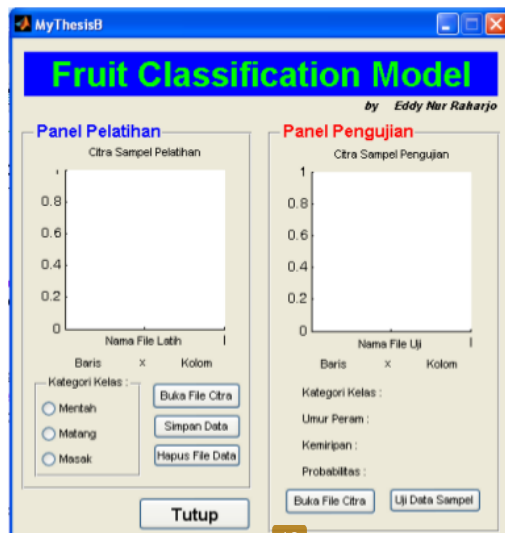 MyThesisB
Fruit Classification Model
by Eddy Nur Raharjo
Panel Pelatihan
Citra Sampel Pelatihan
1
0.8
0.6
0.4
0.2
0
Nama File Latih
Baris x Kolom
Kategori Kelas :
Mentah
Matang
Masak
Buka File Citra
Simpan Data
Hapus File Data
Tutup
Panel Pengujian
Citra Sampel Pengujian
1
0.8
0.6
0.4
0.2
0
Nama File Uji
Baris x Kolom
Kategori Kelas :
Umur Peram :
Kemiripan :
Probabilitas :
Buka File Citra
Uji Data Sampel